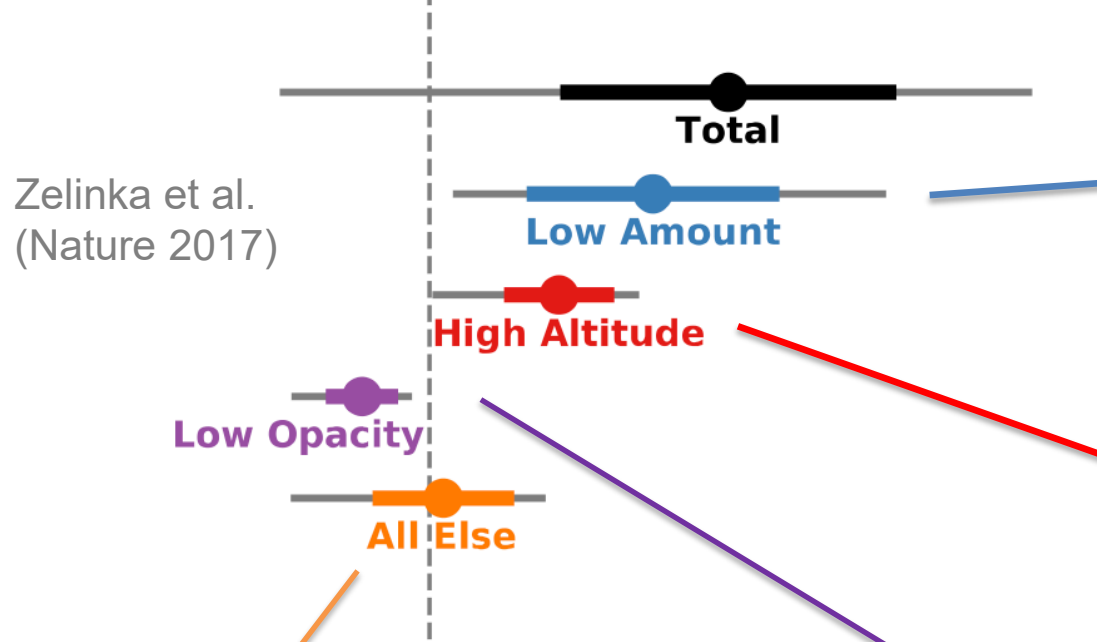 Total
Zelinka et al.
(Nature 2017)
Low Amount
High Altitude
Low Opacity
All Else